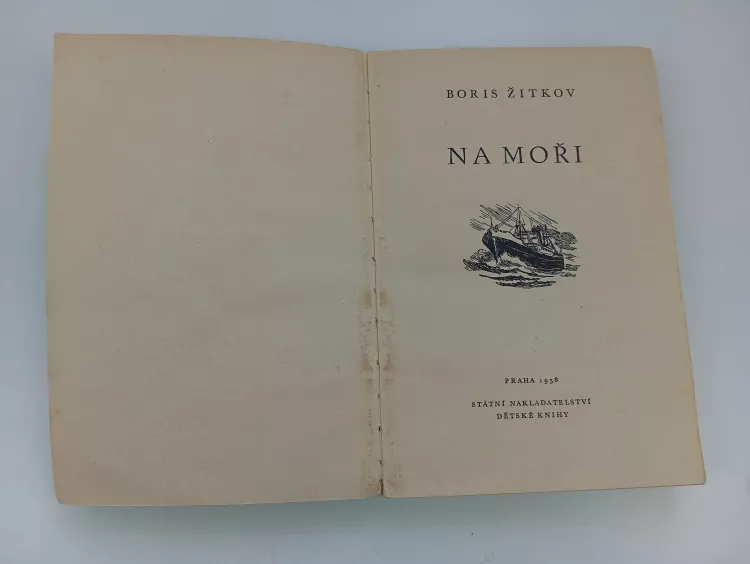 BORIS ŽITKOV
NA MOŘI
PRAHA 1958
STÁTNÍ NAKLADATELSTVÍ
DĚTSKÉ KNIHY